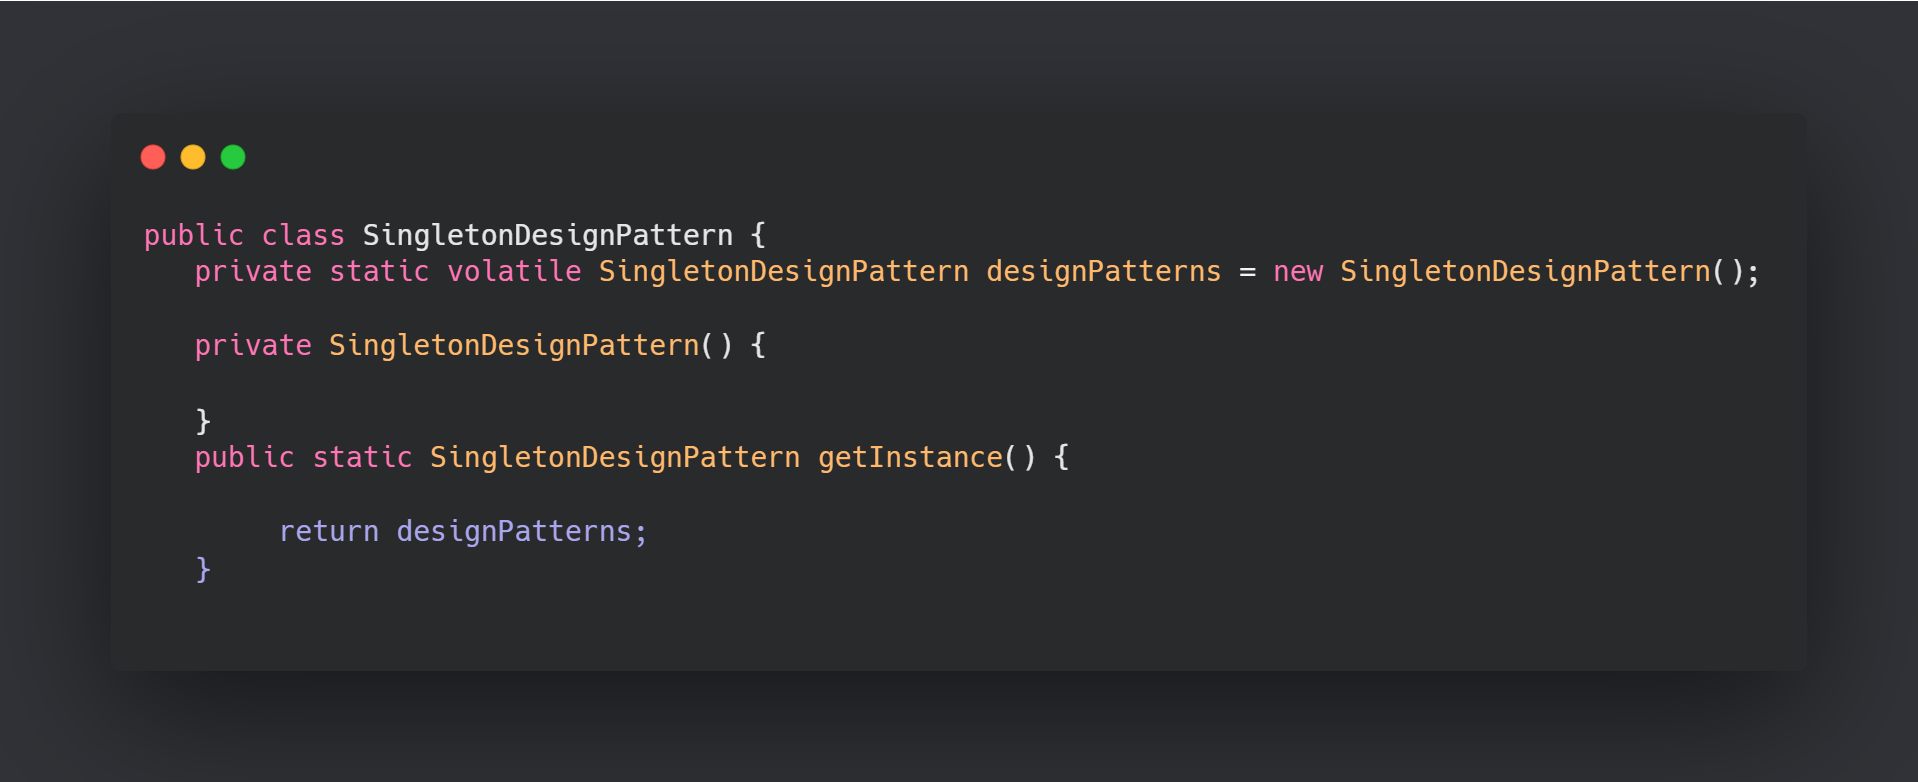 public class SingletonDesignPattern {
private static volatile SingletonDesignPattern designPatterns = new SingletonDesignPattern();
private SingletonDesignPattern() {
}
public static SingletonDesignPattern getInstance() {
return designPatterns;
}